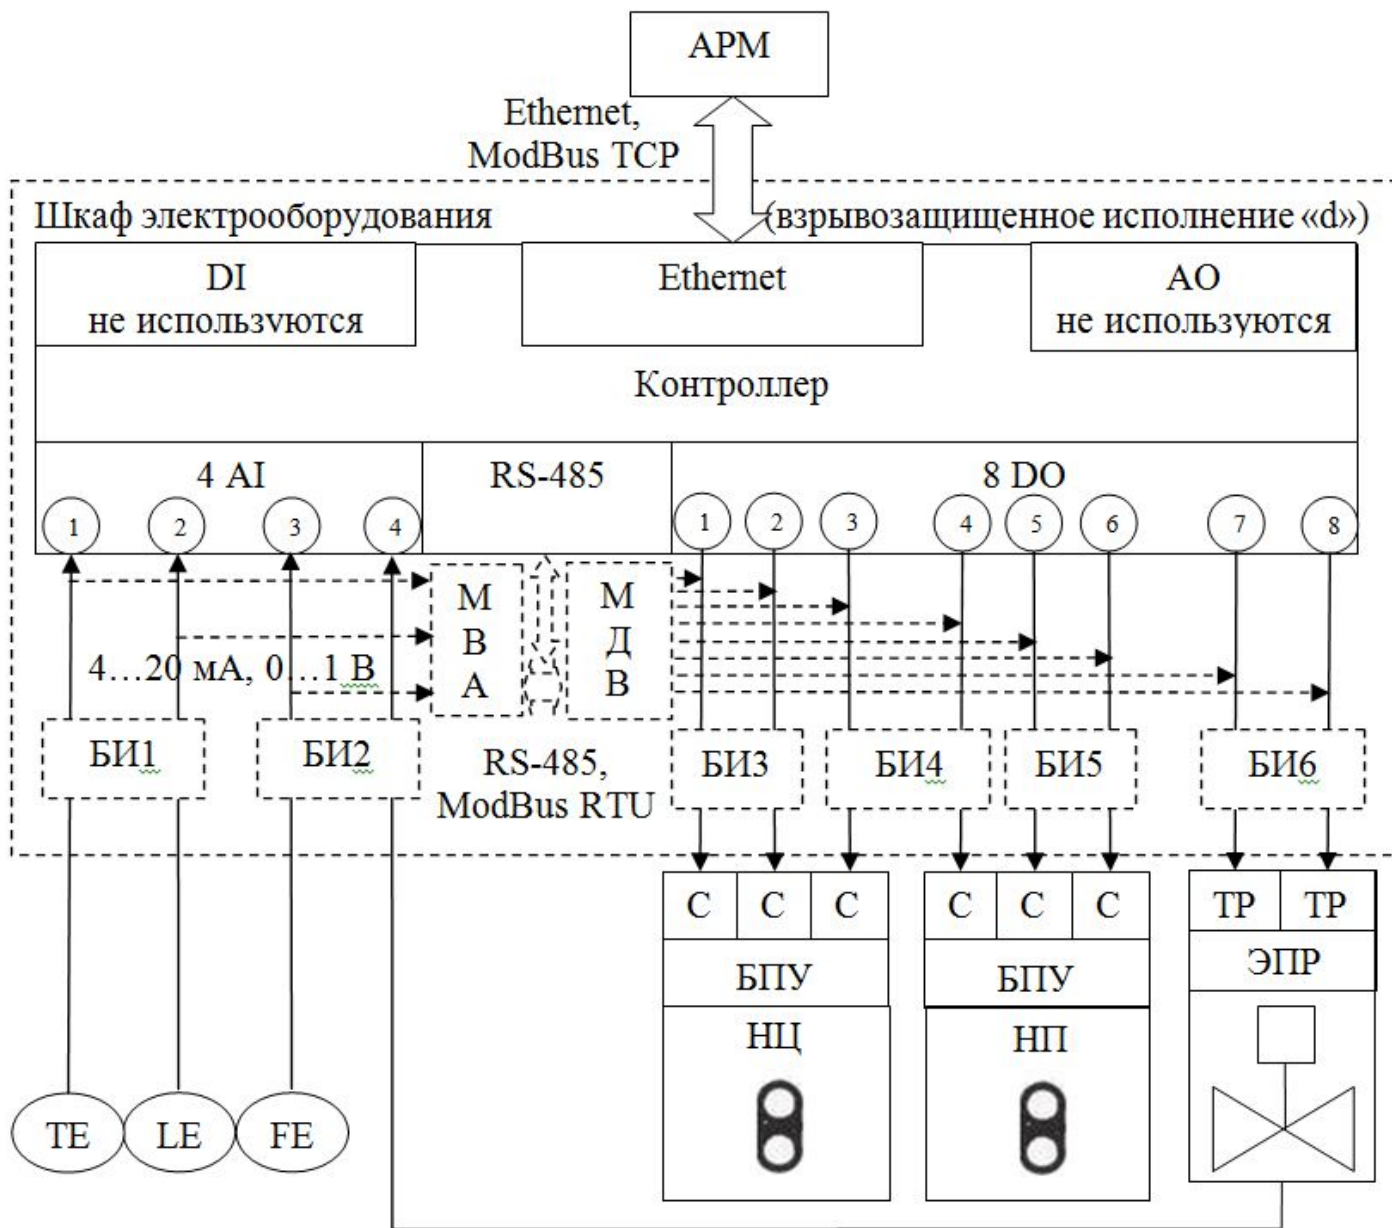 АРМ
Ethernet,
ModBus TCP
Шкаф электрооборудования (взрывозащищенное исполнение «d»)
DI
не используются
Ethernet
AO
не используются
Контроллер
4 AI
RS-485
8 DO
1 2 3 4
1 2 3 4 5 6 7 8
М
В
А
М
Д
В
4…20 мА, 0…1 В
БИ1
БИ2
RS-485,
ModBus RTU
БИ3
БИ4
БИ5
БИ6
С С С
С С С
ТР ТР
БПУ
БПУ
ЭПР
НЦ
НП
TE
LE
FE